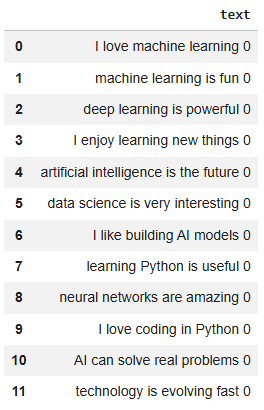 text
0 I love machine learning 0
1 machine learning is fun 0
2 deep learning is powerful 0
3 I enjoy learning new things 0
4 artificial intelligence is the future 0
5 data science is very interesting 0
6 I like building AI models 0
7 learning Python is useful 0
8 neural networks are amazing 0
9 I love coding in Python 0
10 AI can solve real problems 0
11 technology is evolving fast 0